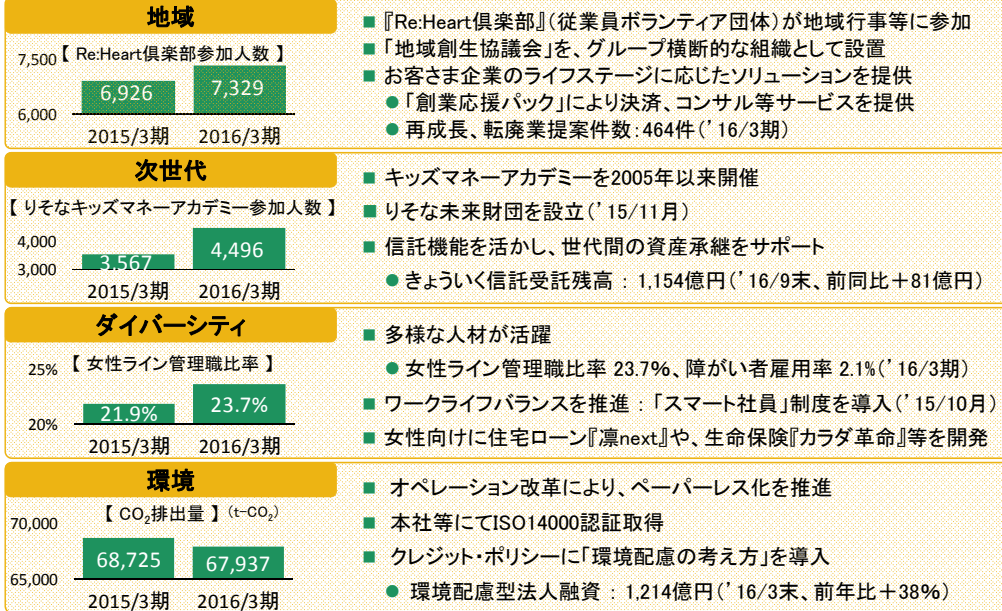 地域
【 Re:Heart倶楽部参加人数 】
7,500
6,926
7,329
6,000
2015/3期
2016/3期
■ 『Re:Heart倶楽部』(従業員ボランティア団体)が地域行事等に参加
■ 「地域創生協議会」を、グループ横断的な組織として設置
■ お客さま企業のライフステージに応じたソリューションを提供
● 「創業応援パック」により決済、コンサル等サービスを提供
● 再成長、転廃業提案件数:464件('16/3期)
次世代
【 りそなキッズマネーアカデミー参加人数 】
4,000
3,567
4,496
3,000
2015/3期
2016/3期
■ キッズマネーアカデミーを2005年以来開催
■ りそな未来財団を設立('15/11月)
■ 信託機能を活かし、世代間の資産承継をサポート
● きょういく信託受託残高 : 1,154億円('16/9末、前同比+81億円)
ダイバーシティ
【 女性ライン管理職比率 】
25%
21.9%
23.7%
20%
2015/3期
2016/3期
■ 多様な人材が活躍
● 女性ライン管理職比率 23.7%、障がい者雇用率 2.1%('16/3期)
■ ワークライフバランスを推進 : 「スマート社員」制度を導入('15/10月)
■ 女性向けに住宅ローン『凛next』や、生命保険『カラダ革命』等を開発
環境
【 CO₂排出量 】 (t-CO₂)
70,000
68,725
67,937
65,000
2015/3期
2016/3期
■ オペレーション改革により、ペーパーレス化を推進
■ 本社等にてISO14000認証取得
■ クレジット・ポリシーに「環境配慮の考え方」を導入
● 環境配慮型法人融資 : 1,214億円('16/3末、前年比+38%)